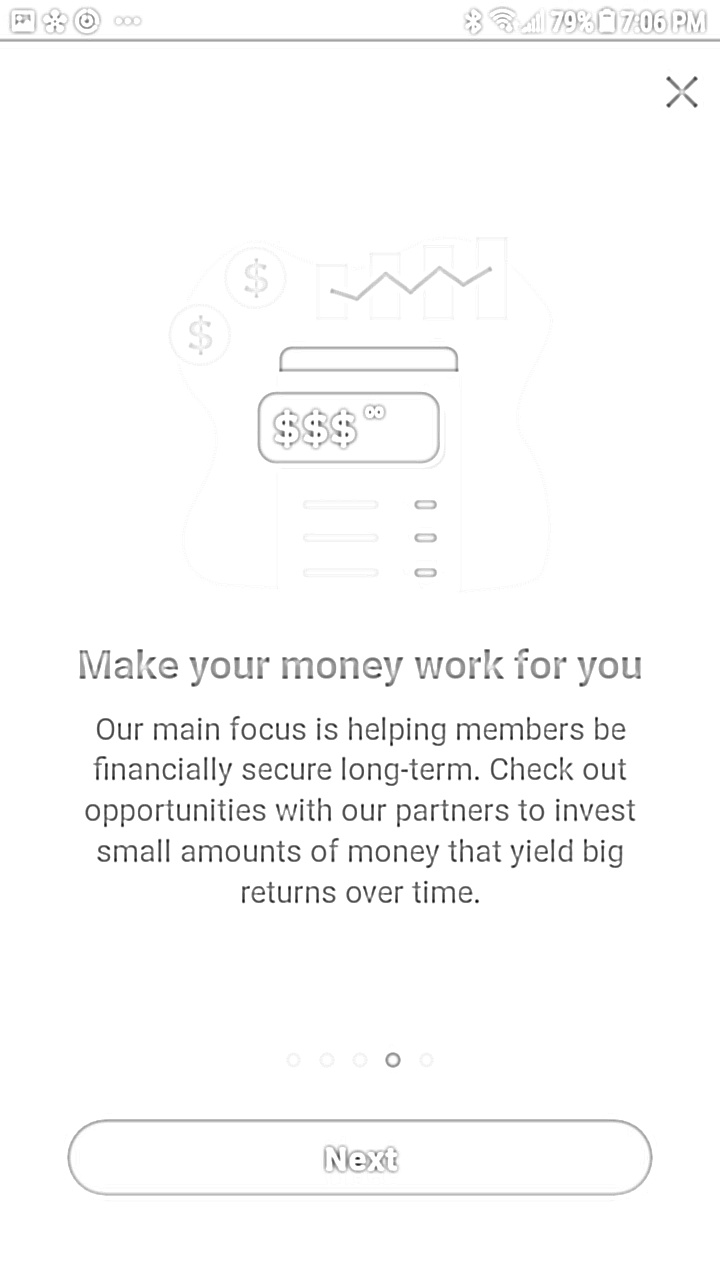 79% 7:06 PM
$
$
$$$ 00
Make your money work for you
Our main focus is helping members be
financially secure long-term. Check out
opportunities with our partners to invest
small amounts of money that yield big
returns over time.
Next